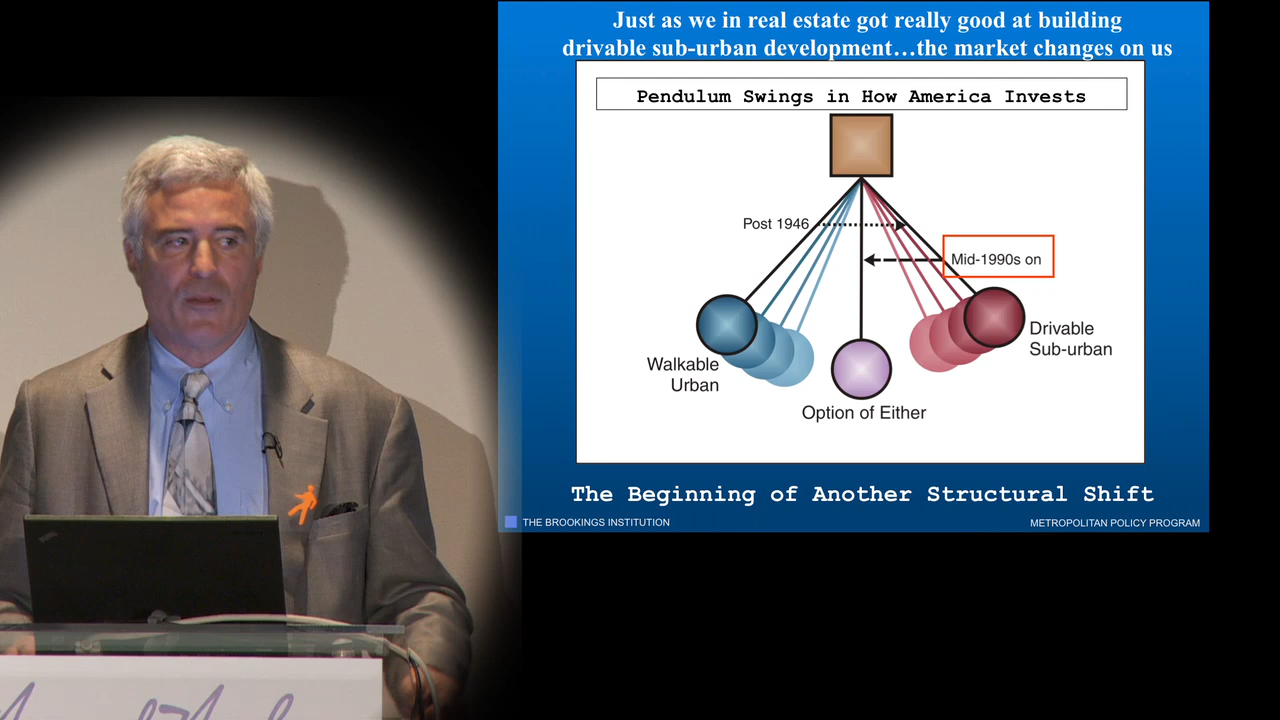 Just as we in real estate got really good at building
drivable sub-urban development…the market changes on us
Pendulum Swings in How America Invests
Post 1946
Mid-1990s on
Walkable
Urban
Drivable
Sub-urban
Option of Either
The Beginning of Another Structural Shift
THE BROOKINGS INSTITUTION
METROPOLITAN POLICY PROGRAM